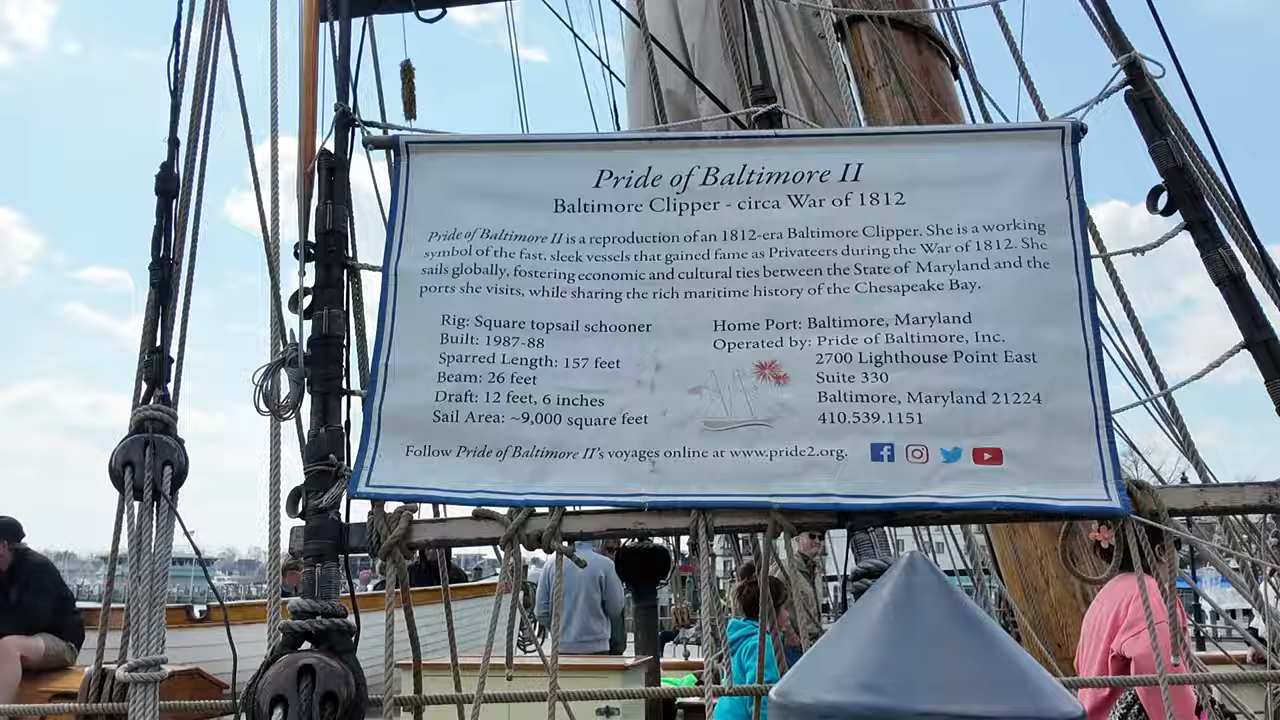 Pride of Baltimore II
Baltimore Clipper - circa War of 1812
Pride of Baltimore II is a reproduction of an 1812-era Baltimore Clipper. She is a working
symbol of the fast, sleek vessels that gained fame as Privateers during the War of 1812. She
sails globally, fostering economic and cultural ties between the State of Maryland and the
ports she visits, while sharing the rich maritime history of the Chesapeake Bay.
Rig: Square topsail schooner
Built: 1987-88
Sparred Length: 157 feet
Beam: 26 feet
Draft: 12 feet, 6 inches
Sail Area: ~9,000 square feet
Home Port: Baltimore, Maryland
Operated by: Pride of Baltimore, Inc.
2700 Lighthouse Point East
Suite 330
Baltimore, Maryland 21224
410.539.1151
Follow Pride of Baltimore II's voyages online at www.pride2.org.